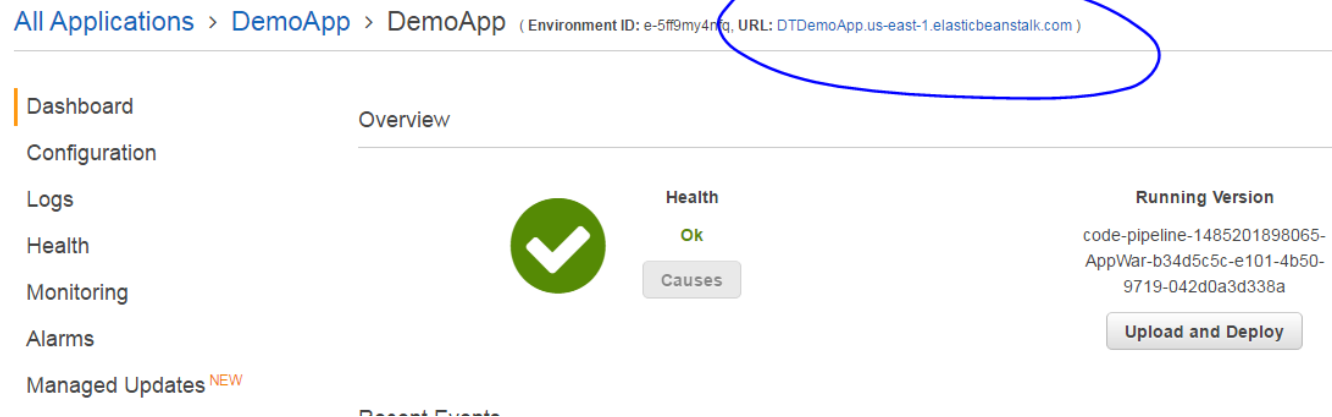 All Applications > DemoApp > DemoApp ( Environment ID: e-5ff9my4nfq, URL: DTDemoApp.us-east-1.elasticbeanstalk.com )
Dashboard
Configuration
Logs
Health
Monitoring
Alarms
Managed Updates NEW
Overview
Health
Ok
Causes
Running Version
code-pipeline-1485201898065-
AppWar-b34d5c5c-e101-4b50-
9719-042d0a3d338a
Upload and Deploy
Recent Events